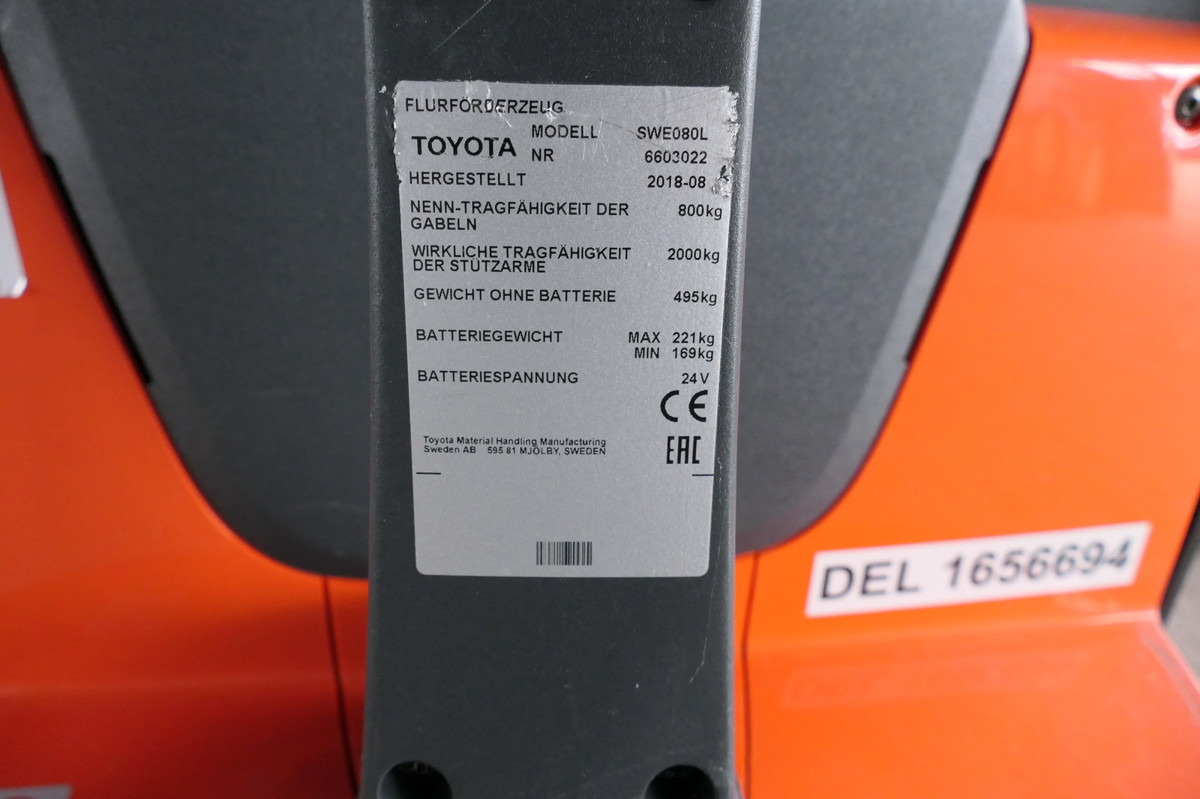 FLURFÖRDERZEUG
TOYOTA MODELL SWE080L
NR 6603022
HERGESTELLT 2018-08
NENN-TRAGFÄHIGKEIT DER GABELN 800kg
WIRKLICHE TRAGFÄHIGKEIT DER STÜTZARME 2000kg
GEWICHT OHNE BATTERIE 495kg
BATTERIEGEWICHT MAX 221kg
MIN 169kg
BATTERIESPANNUNG 24V
CE
Toyota Material Handling Manufacturing
Sweden AB 595 81 MJÖLBY, SWEDEN
EAC
DEL 1656694